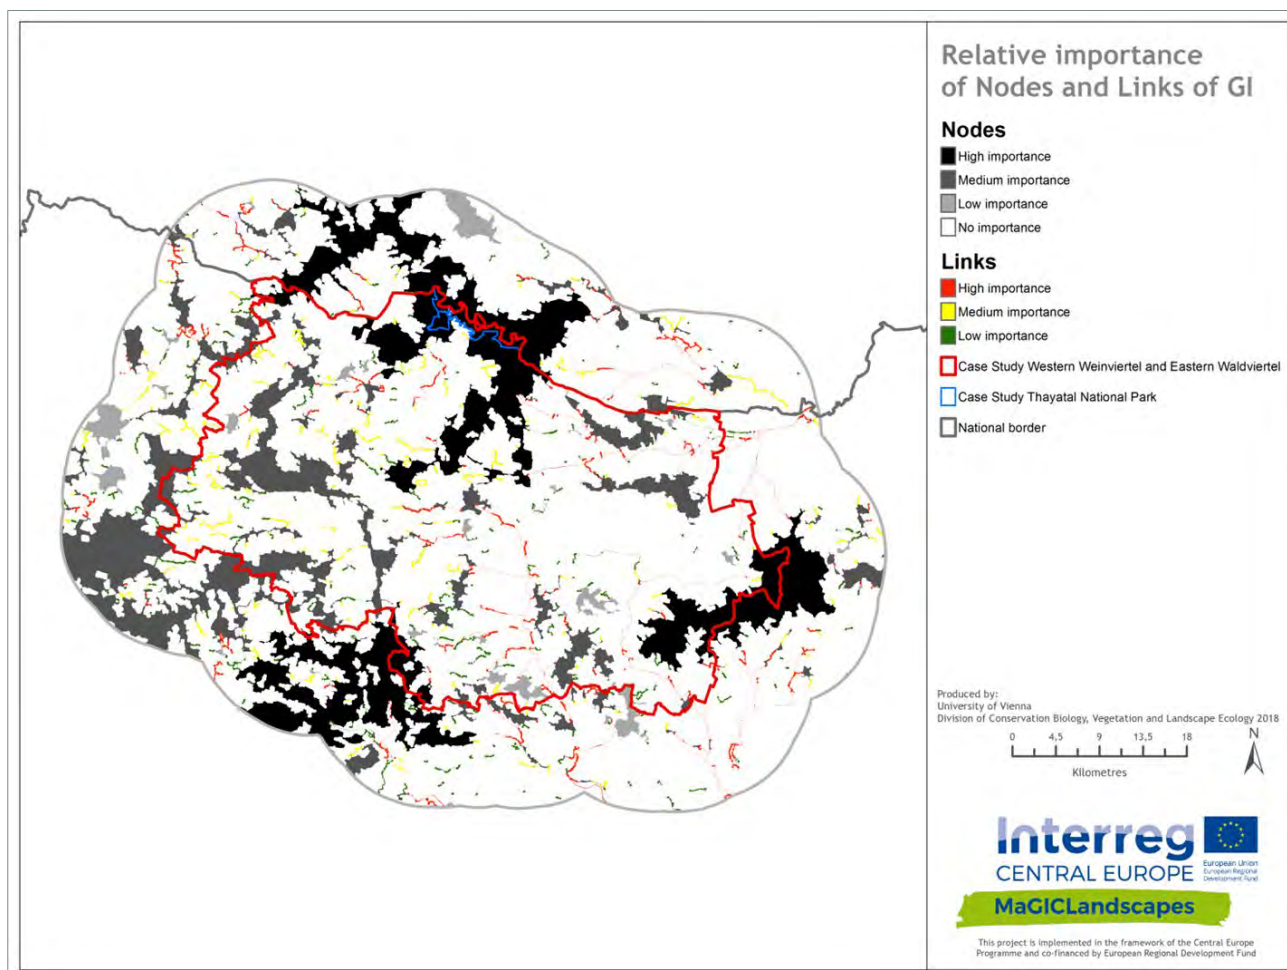 Relative importance
of Nodes and Links of GI
Nodes
High importance
Medium importance
Low importance
No importance
Links
High importance
Medium importance
Low importance
Case Study Western Weinviertel and Eastern Waldviertel
Case Study Thayatal National Park
National border
Produced by:
University of Vienna
Division of Conservation Biology, Vegetation and Landscape Ecology 2018
N
0 4,5 9 13,5 18
Kilometres
Interreg
CENTRAL EUROPE
European Union
European Regional
Development Fund
MaGICLandscapes
This project is implemented in the framework of the Central Europe
Programme and co-financed by European Regional Development Fund